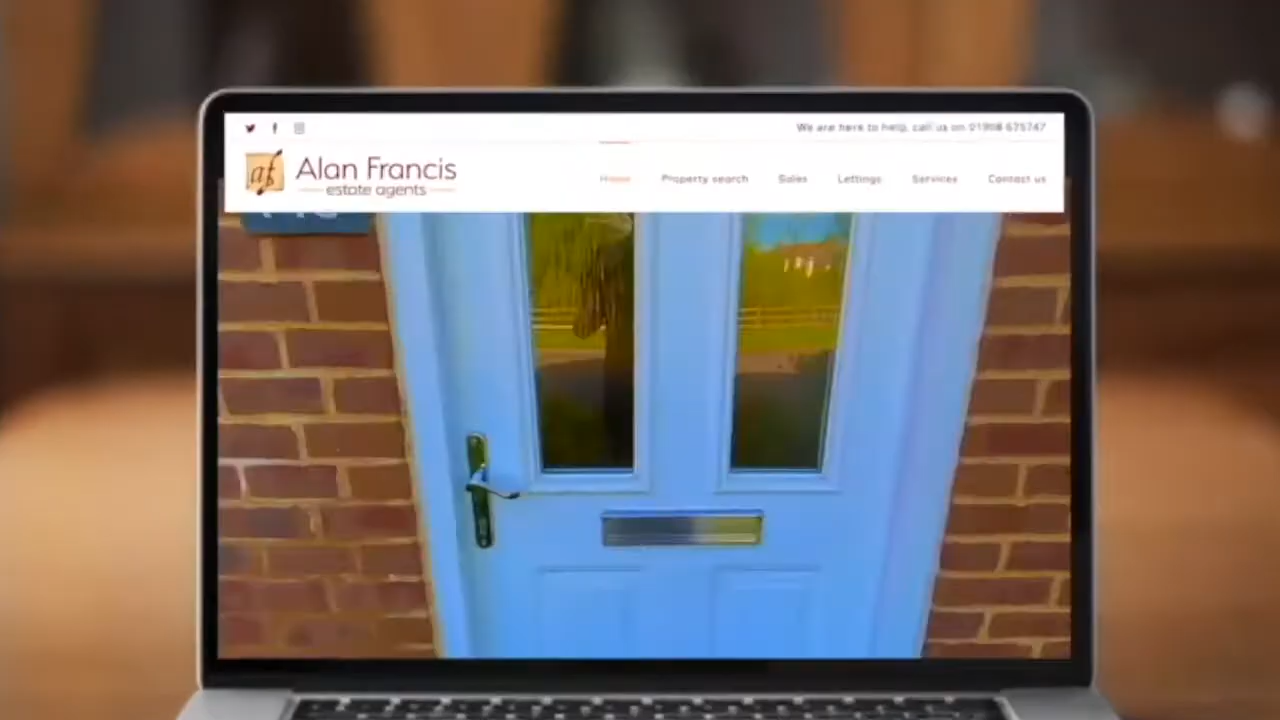 We are here to help, call us on 01908 675747
af
Alan Francis
estate agents
Home
Property search
Sales
Lettings
Services
Contact us